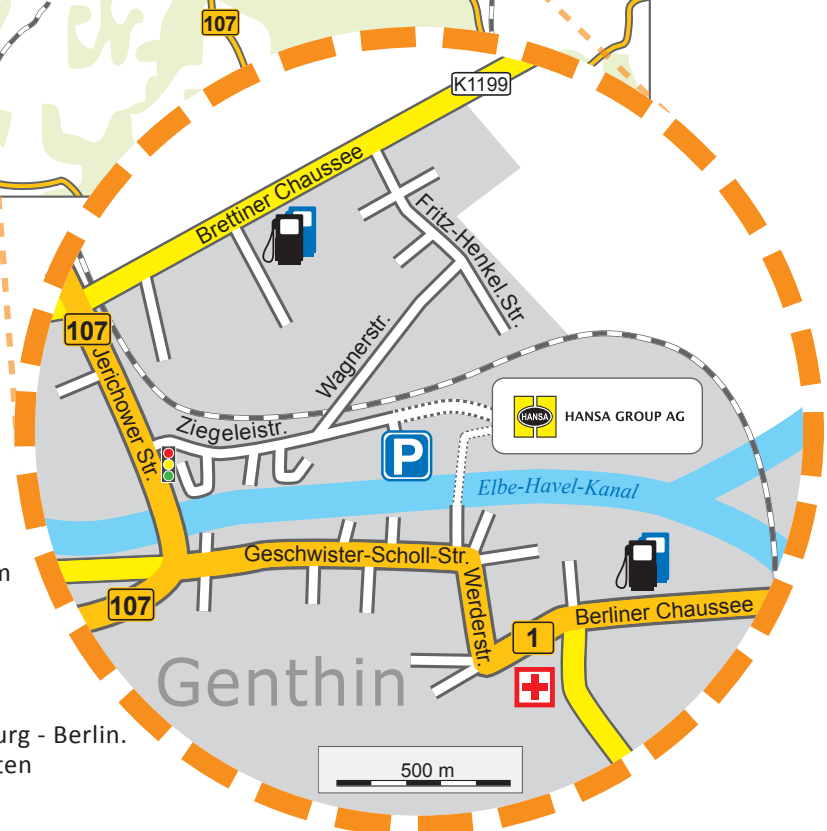 107
K1199
Brettiner Chaussee
Fritz-Henkel.Str.
107
Jerichower Str.
Wagnerstr.
Ziegeleistr.
HANSA
HANSA GROUP AG
P
Elbe-Havel-Kanal
Geschwister-Scholl-Str.
m
107
Werderstr.
Berliner Chaussee
1
Genthin
urg - Berlin.
ten
500 m